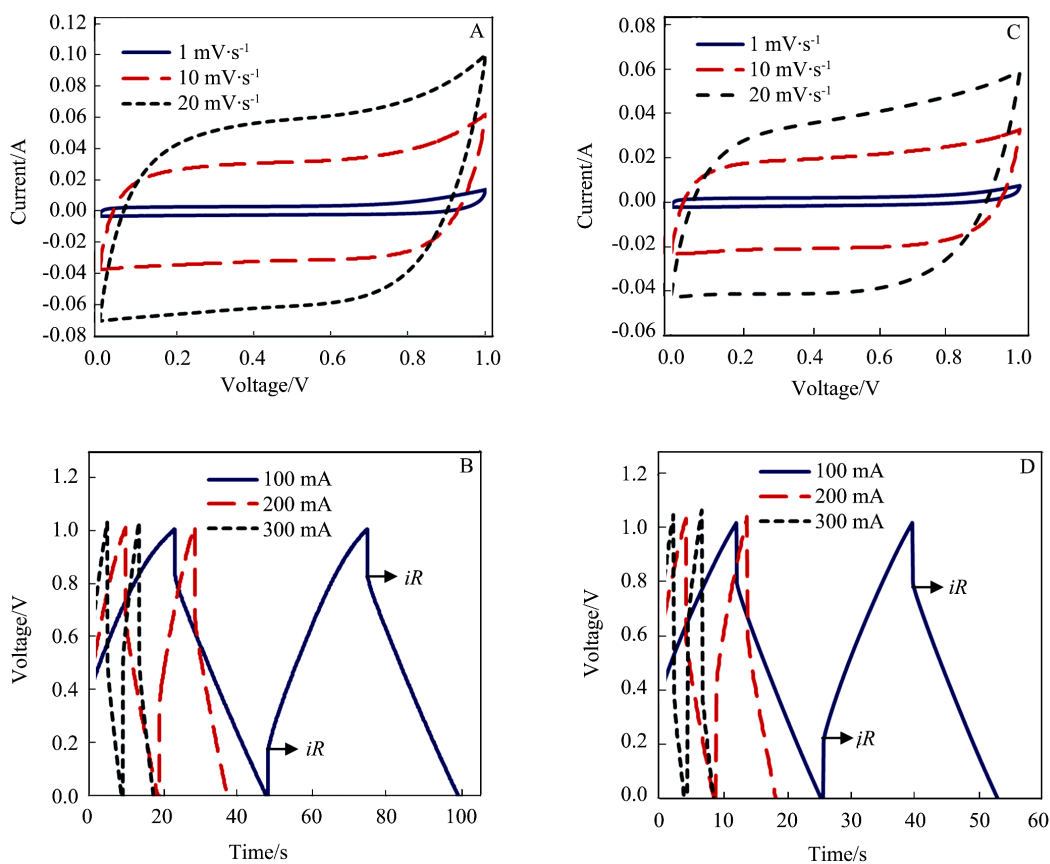 A
1 mV·s-1
10 mV·s-1
20 mV·s-1
0.12
0.10
0.08
0.06
0.04
0.02
0.00
-0.02
-0.04
-0.06
-0.08
Current/A
0.0 0.2 0.4 0.6 0.8 1.0
Voltage/V
C
1 mV·s-1
10 mV·s-1
20 mV·s-1
0.08
0.06
0.04
0.02
0.00
-0.02
-0.04
-0.06
Current/A
0.0 0.2 0.4 0.6 0.8 1.0
Voltage/V
B
100 mA
200 mA
300 mA
1.2
1.0
0.8
0.6
0.4
0.2
0.0
Voltage/V
iR
iR
0 20 40 60 80 100
Time/s
D
100 mA
200 mA
300 mA
1.2
1.0
0.8
0.6
0.4
0.2
0.0
Voltage/V
iR
iR
0 10 20 30 40 50 60
Time/s